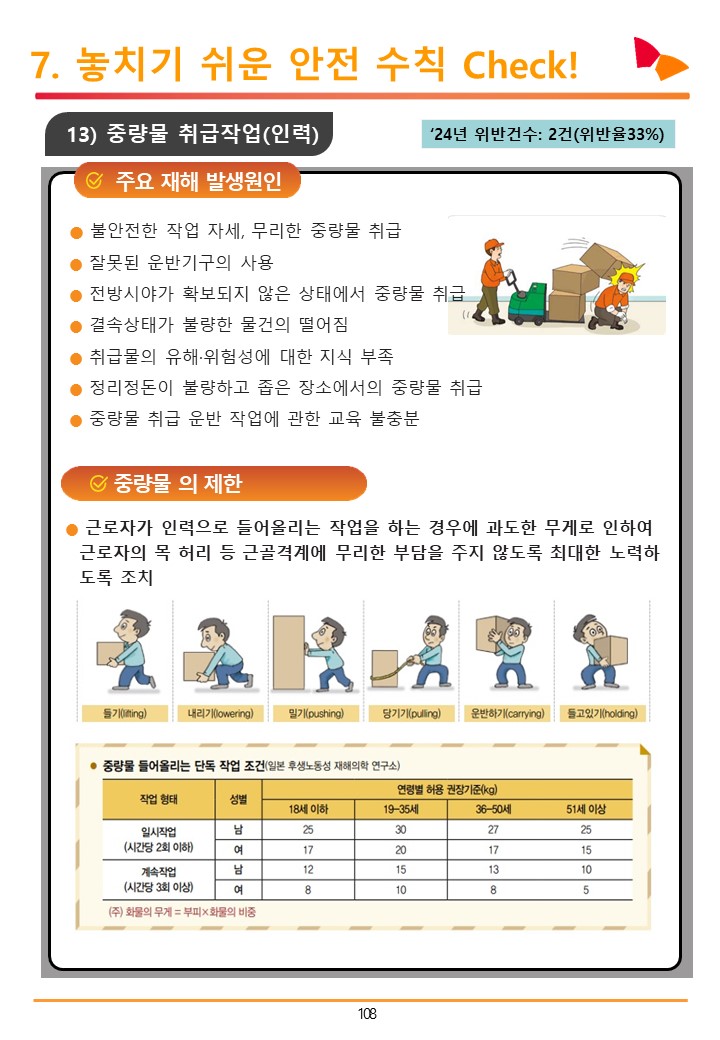 7. 놓치기 쉬운 안전 수칙 Check!
13) 중량물 취급작업(인력)
‘24년 위반건수: 2건(위반율33%)
주요 재해 발생원인
불안전한 작업 자세, 무리한 중량물 취급
잘못된 운반기구의 사용
전방시야가 확보되지 않은 상태에서 중량물 취급
결속상태가 불량한 물건의 떨어짐
취급물의 유해·위험성에 대한 지식 부족
정리정돈이 불량하고 좁은 장소에서의 중량물 취급
중량물 취급 운반 작업에 관한 교육 불충분
중량물 의 제한
근로자가 인력으로 들어올리는 작업을 하는 경우에 과도한 무게로 인하여
근로자의 목 허리 등 근골격계에 무리한 부담을 주지 않도록 최대한 노력하
도록 조치
들기(lifting) 내리기(lowering) 밀기(pushing) 당기기(pulling) 운반하기(carrying) 들고있기(holding)
중량물 들어올리는 단독 작업 조건(일본 후생노동성 재해의학 연구소)
작업 형태 성별 연령별 허용 권장기준(kg)
18세 이하 19~35세 36~50세 51세 이상
일시작업 (시간당 2회 이하) 남 25 30 27 25
여 17 20 17 15
계속작업 (시간당 3회 이상) 남 12 15 13 10
여 8 10 8 5
(주) 화물의 무게 = 부피×화물의 비중
108